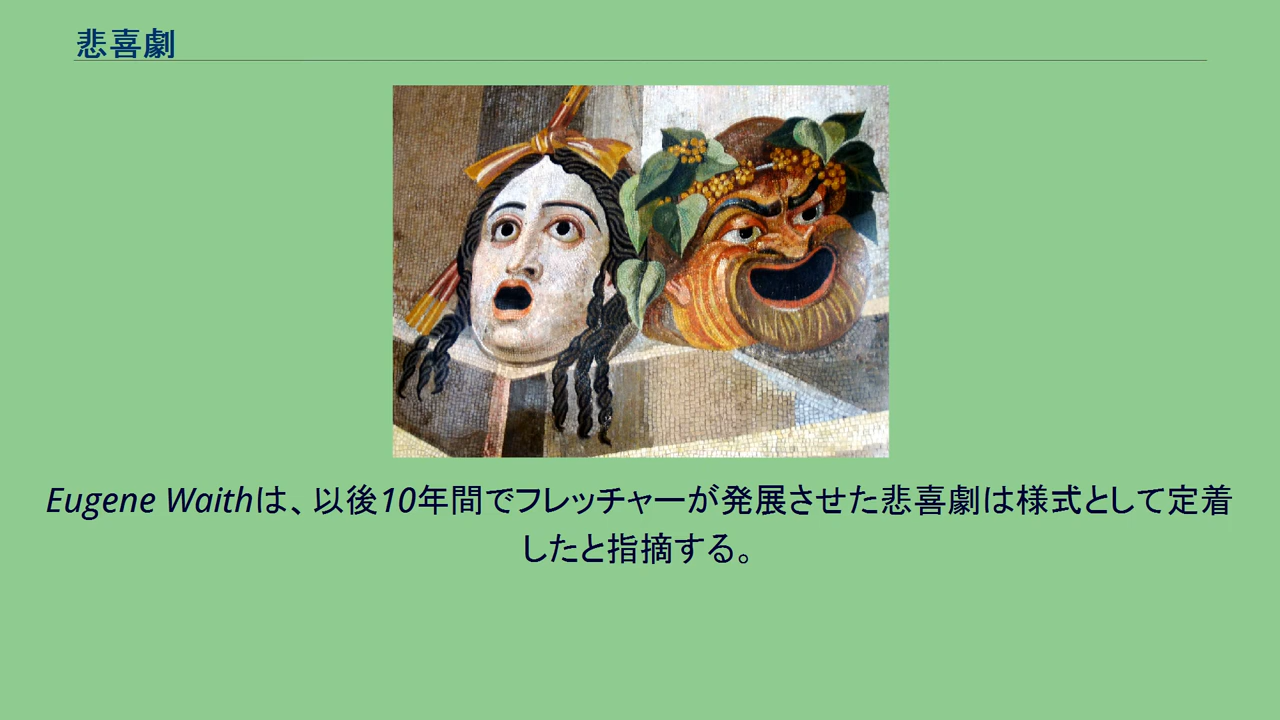 悲喜劇
Eugene Waithは、以後10年間でフレッチャーが発展させた悲喜劇は様式として定着
したと指摘する。